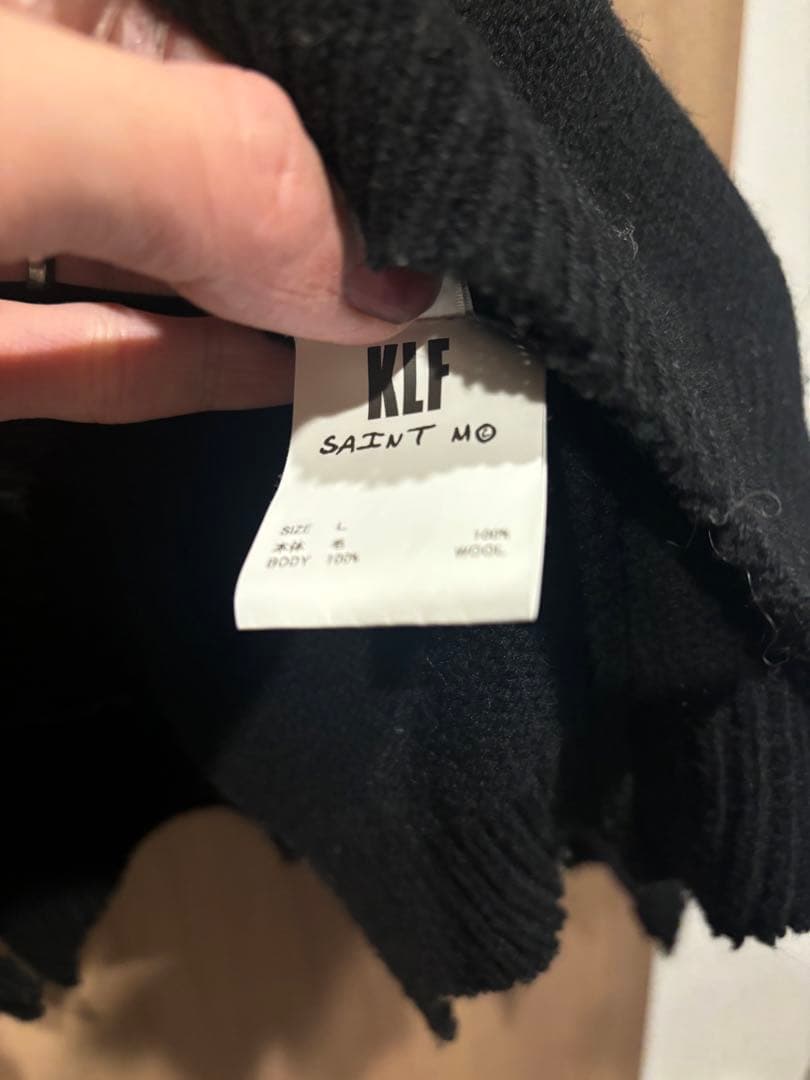 KLF
SAINT M©
SIZE L
本体 毛 100%
BODY 100% WOOL